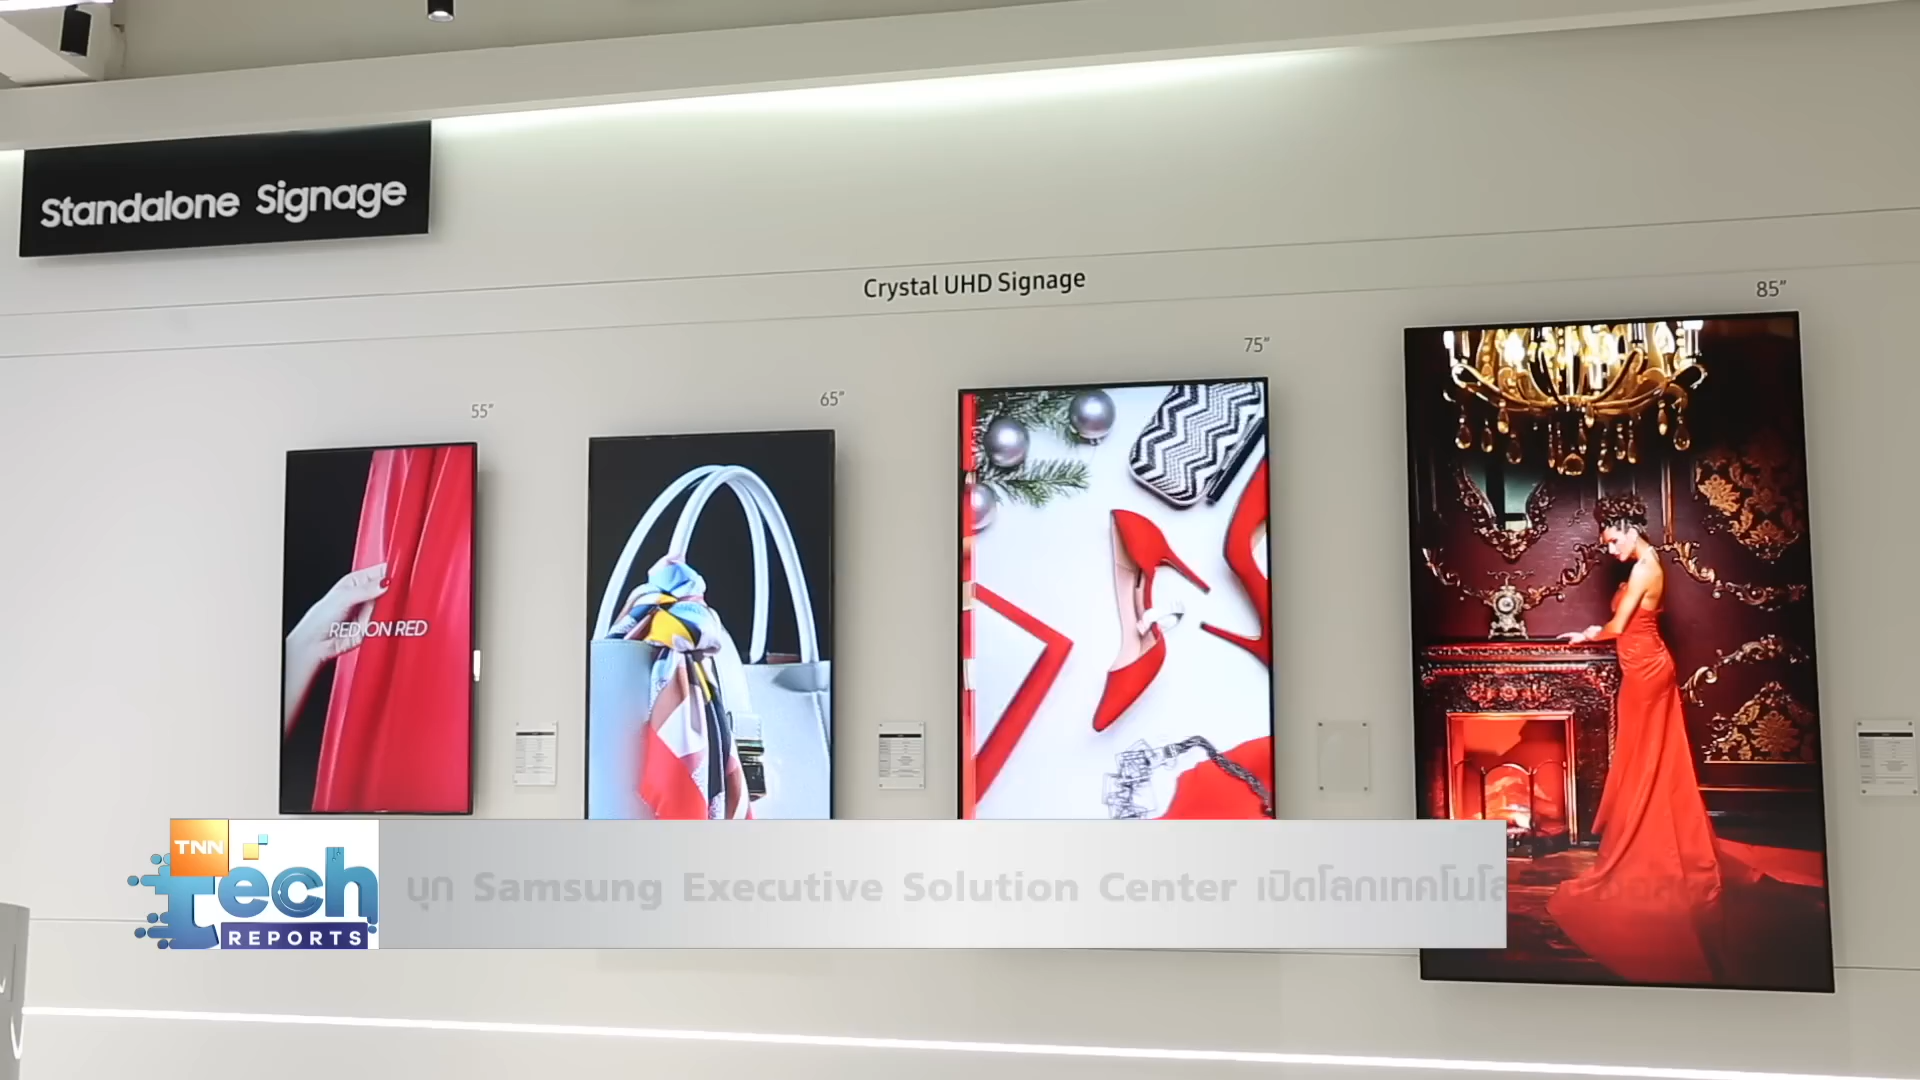 Standalone Signage
Crystal UHD Signage
55"
65"
75"
85"
RED ON RED
TNN
Tech
REPORTS
บุก Samsung Executive Solution Center เปิดโลกเทคโนโล